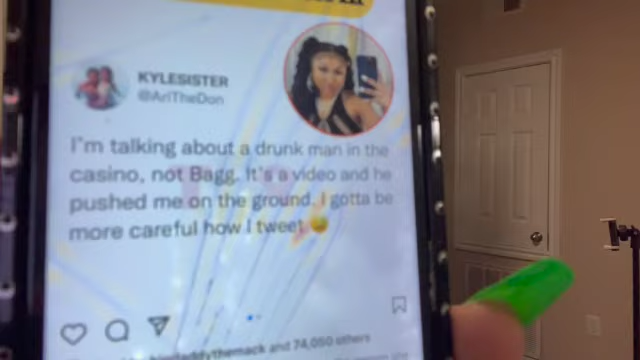 KYLESISTER
@AriTheDon
I'm talking about a drunk man in the
casino, not Bagg. It's a video and he
pushed me on the ground. I gotta be
more careful how I tweet
and 74,050 others